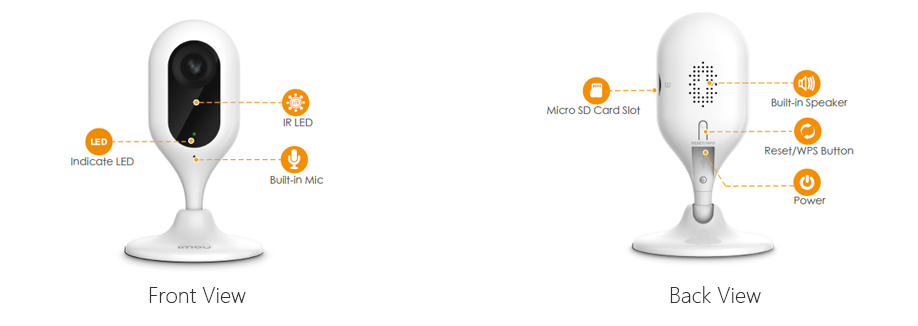 IR LED
LED
Indicate LED
Built-in Mic
imou
Front View
Micro SD Card Slot
Built-in Speaker
Reset/WPS Button
RESET/WPS
Power
Back View